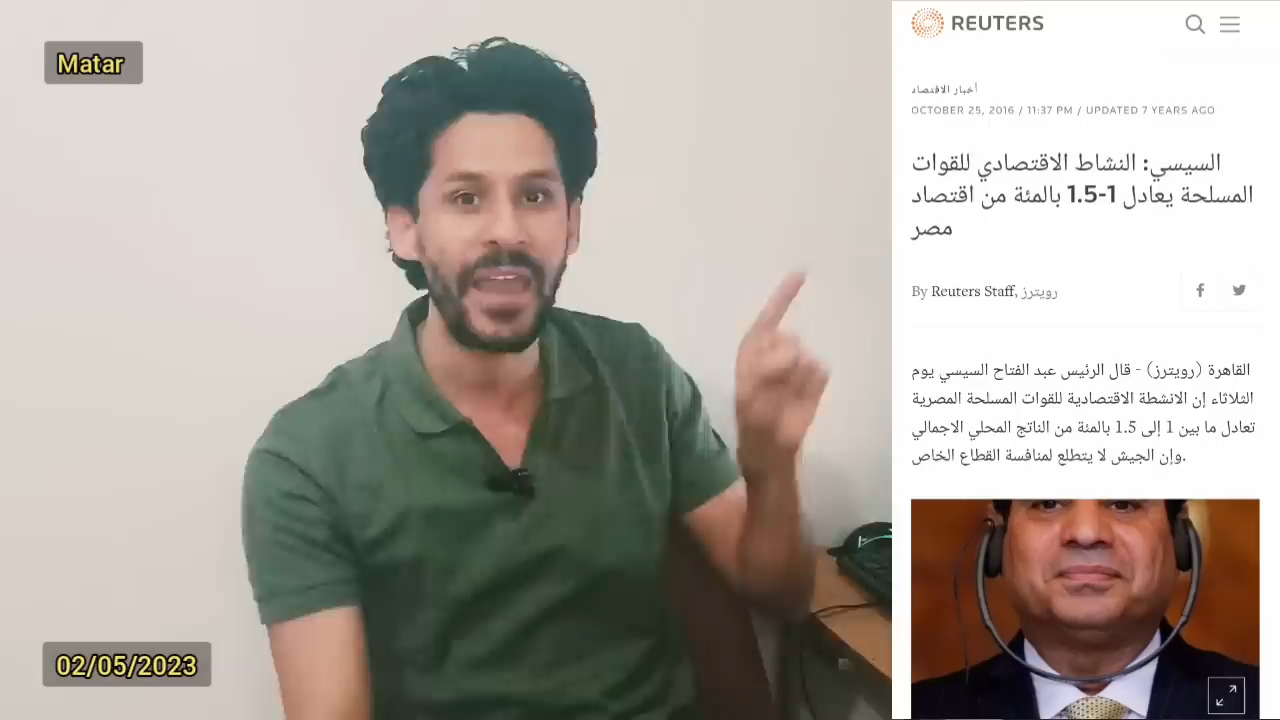 Matar
02/05/2023
REUTERS
أخبار الاقتصاد
OCTOBER 25, 2016 / 11:37 PM / UPDATED 7 YEARS AGO
السيسي: النشاط الاقتصادي للقوات
المسلحة يعادل 1-1.5 بالمئة من اقتصاد
مصر
By Reuters Staff, رويترز
القاهرة (رويترز) - قال الرئيس عبد الفتاح السيسي يوم
الثلاثاء إن الانشطة الاقتصادية للقوات المسلحة المصرية
تعادل ما بين 1 إلى 1.5 بالمئة من الناتج المحلي الاجمالي
وإن الجيش لا يتطلع لمنافسة القطاع الخاص.